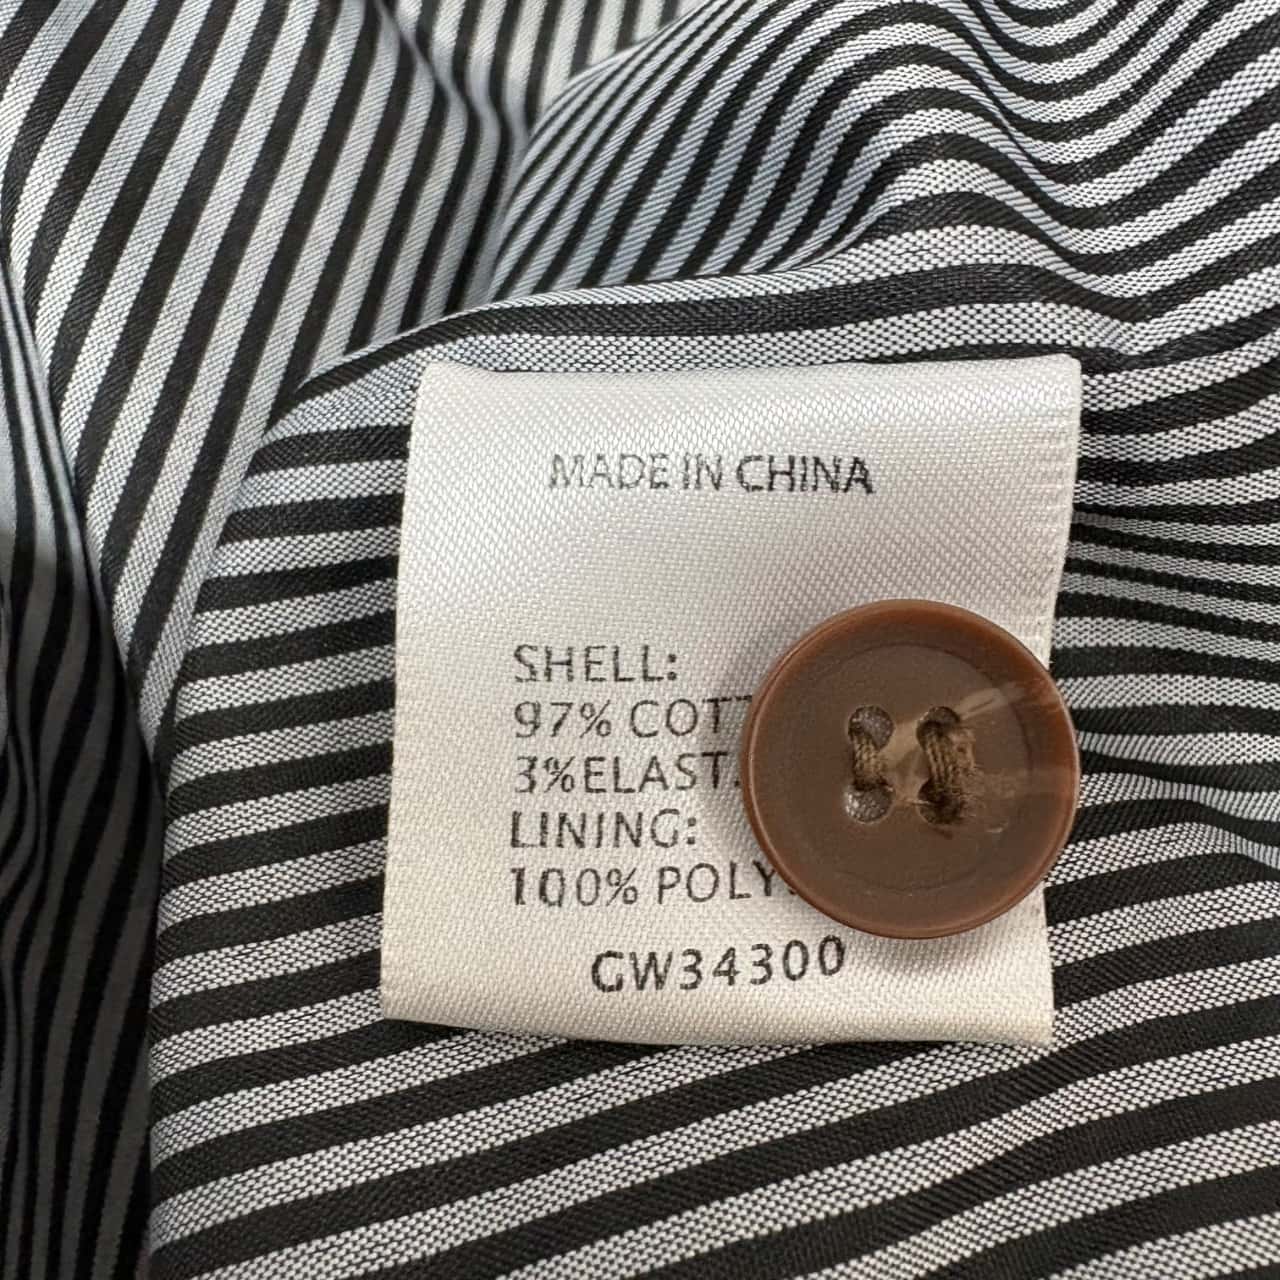 MADE IN CHINA
SHELL:
97% COTT
3%ELAST
LINING:
100% POLY
GW34300